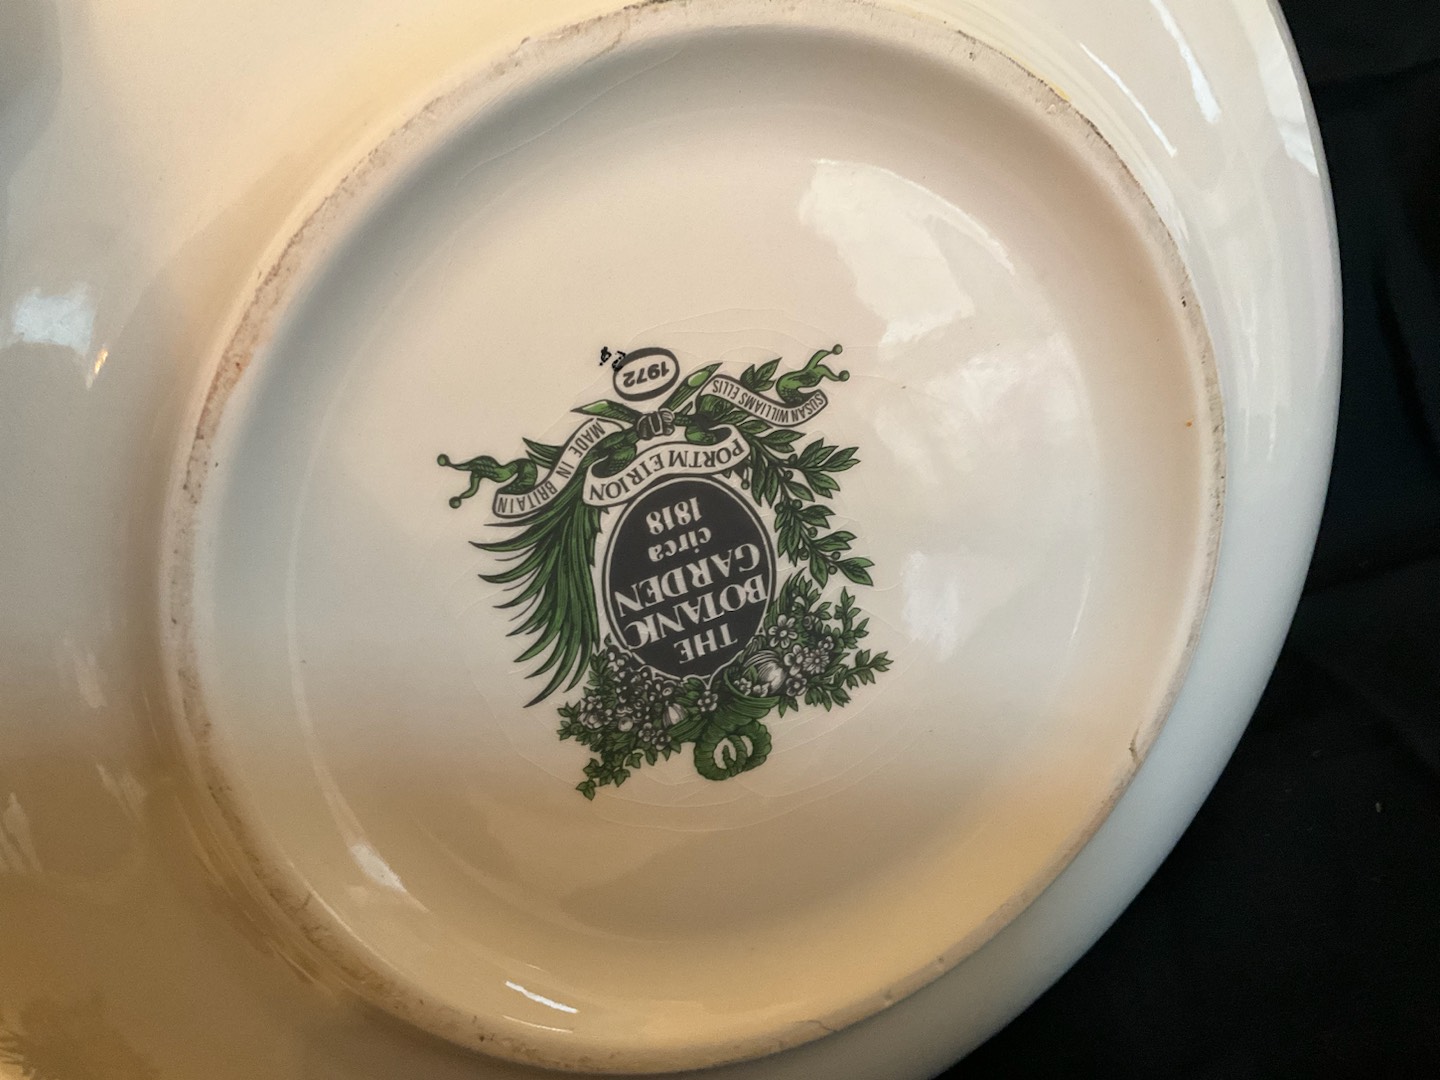 THE
BOTANIC
GARDEN
circa
1818
PORTMEIRION
SUSAN WILLIAMS ELLIS
MADE IN BRITAIN
1972